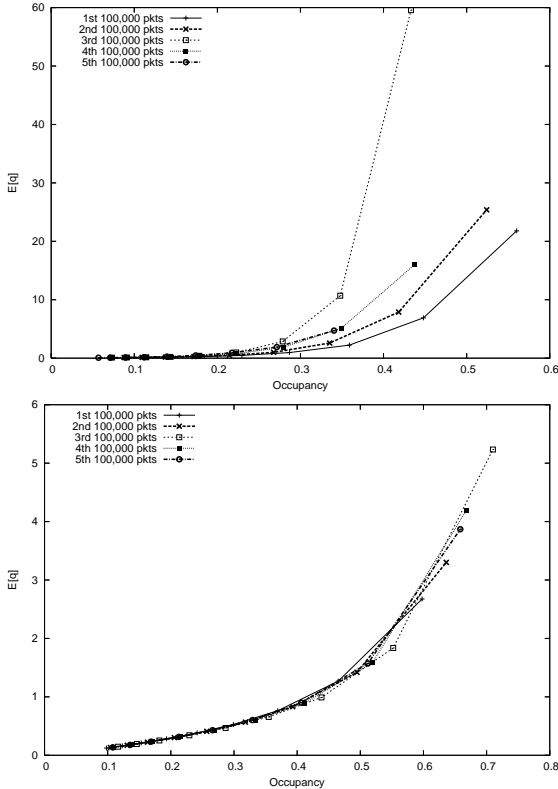 60
50
40
30
20
10
0
E[q]
1st 100,000 pkts
2nd 100,000 pkts
3rd 100,000 pkts
4th 100,000 pkts
5th 100,000 pkts
0 0.1 0.2 0.3 0.4 0.5 0.6
Occupancy
6
5
4
3
2
1
0
E[q]
1st 100,000 pkts
2nd 100,000 pkts
3rd 100,000 pkts
4th 100,000 pkts
5th 100,000 pkts
0 0.1 0.2 0.3 0.4 0.5 0.6 0.7 0.8
Occupancy